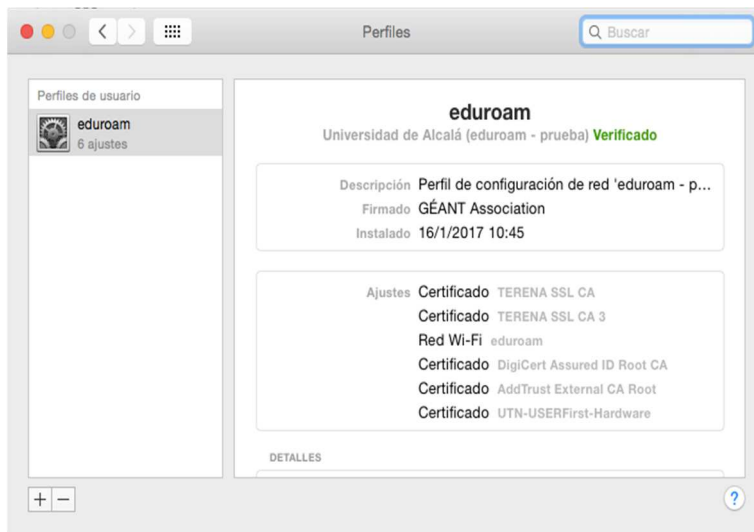 Perfiles
Buscar
Perfiles de usuario
eduroam
6 ajustes
eduroam
Universidad de Alcalá (eduroam - prueba) Verificado
Descripción Perfil de configuración de red 'eduroam - p...
Firmado GÉANT Association
Instalado 16/1/2017 10:45
Ajustes Certificado TERENA SSL CA
Certificado TERENA SSL CA 3
Red Wi-Fi eduroam
Certificado DigiCert Assured ID Root CA
Certificado AddTrust External CA Root
Certificado UTN-USERFirst-Hardware
DETALLES
+ −
?